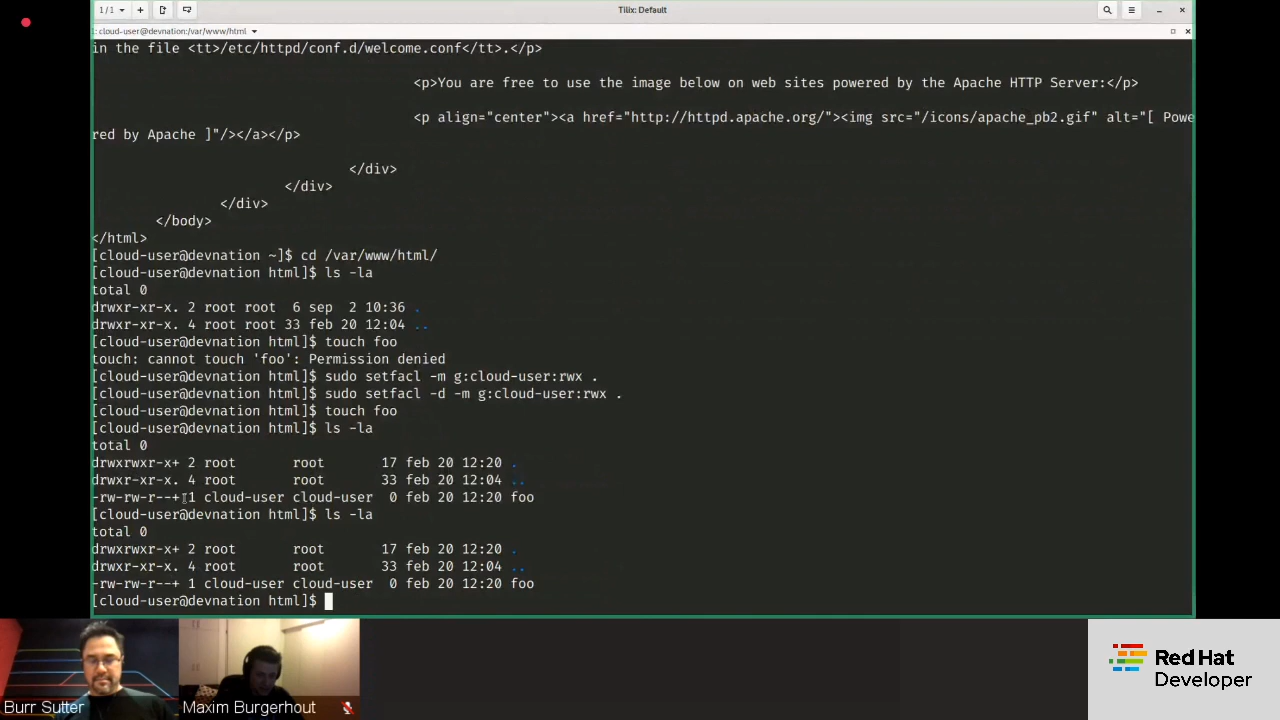 1 / 1
Tilix: Default
: cloud-user@devnation:/var/www/html
in the file <tt>/etc/httpd/conf.d/welcome.conf</tt>.</p>
<p>You are free to use the image below on web sites powered by the Apache HTTP Server:</p>
<p align="center"><a href="http://httpd.apache.org/"><img src="/icons/apache_pb2.gif" alt="[ Powe
red by Apache ]"/></a></p>
</div>
</div>
</div>
</body>
</html>
[cloud-user@devnation ~]$ cd /var/www/html/
[cloud-user@devnation html]$ ls -la
total 0
drwxr-xr-x. 2 root root  6 sep  2 10:36 .
drwxr-xr-x. 4 root root 33 feb 20 12:04 ..
[cloud-user@devnation html]$ touch foo
touch: cannot touch 'foo': Permission denied
[cloud-user@devnation html]$ sudo setfacl -m g:cloud-user:rwx .
[cloud-user@devnation html]$ sudo setfacl -d -m g:cloud-user:rwx .
[cloud-user@devnation html]$ touch foo
[cloud-user@devnation html]$ ls -la
total 0
drwxrwxr-x+ 2 root       root       17 feb 20 12:20 .
drwxr-xr-x. 4 root       root       33 feb 20 12:04 ..
-rw-rw-r--+ 1 cloud-user cloud-user  0 feb 20 12:20 foo
[cloud-user@devnation html]$ ls -la
total 0
drwxrwxr-x+ 2 root       root       17 feb 20 12:20 .
drwxr-xr-x. 4 root       root       33 feb 20 12:04 ..
-rw-rw-r--+ 1 cloud-user cloud-user  0 feb 20 12:20 foo
[cloud-user@devnation html]$
Burr Sutter
Maxim Burgerhout
Red Hat
Developer